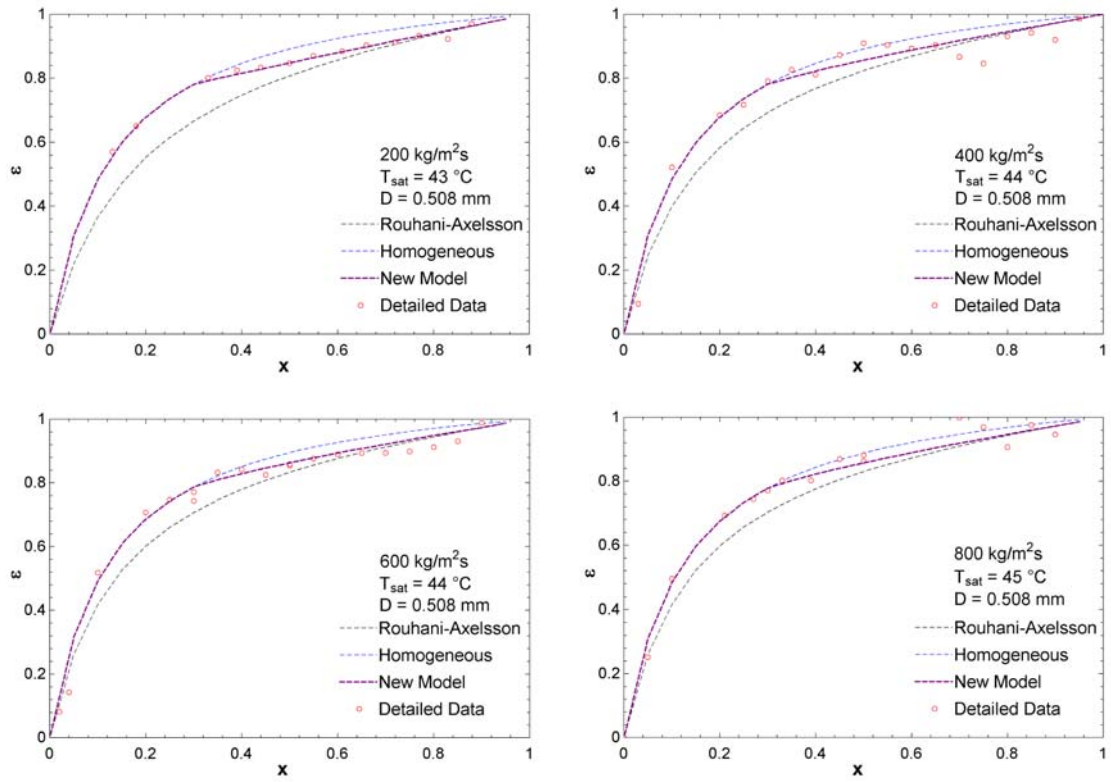 1
0.8
0.6
ε
0.4
0.2
0
0
0.2
0.4
0.6
0.8
1
x
200 kg/m²s
T_sat = 43 °C
D = 0.508 mm
Rouhani-Axelsson
Homogeneous
New Model
Detailed Data
1
0.8
0.6
ε
0.4
0.2
0
0
0.2
0.4
0.6
0.8
1
x
400 kg/m²s
T_sat = 44 °C
D = 0.508 mm
Rouhani-Axelsson
Homogeneous
New Model
Detailed Data
1
0.8
0.6
ε
0.4
0.2
0
0
0.2
0.4
0.6
0.8
1
x
600 kg/m²s
T_sat = 44 °C
D = 0.508 mm
Rouhani-Axelsson
Homogeneous
New Model
Detailed Data
1
0.8
0.6
ε
0.4
0.2
0
0
0.2
0.4
0.6
0.8
1
x
800 kg/m²s
T_sat = 45 °C
D = 0.508 mm
Rouhani-Axelsson
Homogeneous
New Model
Detailed Data